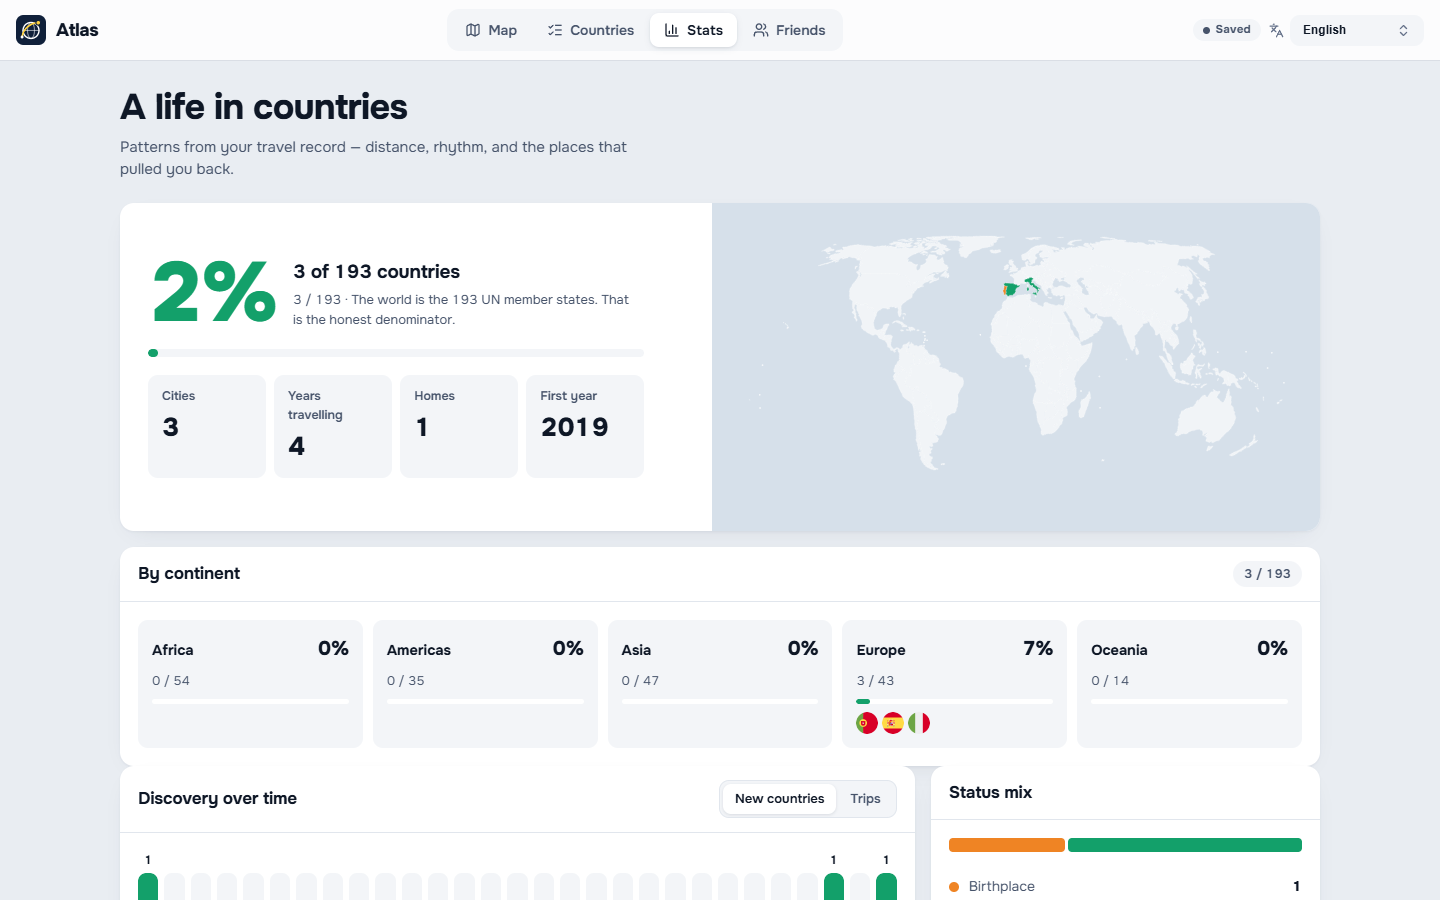 Atlas
Map
Countries
Stats
Friends
Saved
English
A life in countries
Patterns from your travel record — distance, rhythm, and the places that
pulled you back.
2%
3 of 193 countries
3 / 193 · The world is the 193 UN member states. That
is the honest denominator.
Cities
3
Years
travelling
4
Homes
1
First year
2019
By continent
3 / 193
Africa
0%
0 / 54
Americas
0%
0 / 35
Asia
0%
0 / 47
Europe
7%
3 / 43
Oceania
0%
0 / 14
Discovery over time
New countries
Trips
1
1
1
Status mix
Birthplace
1